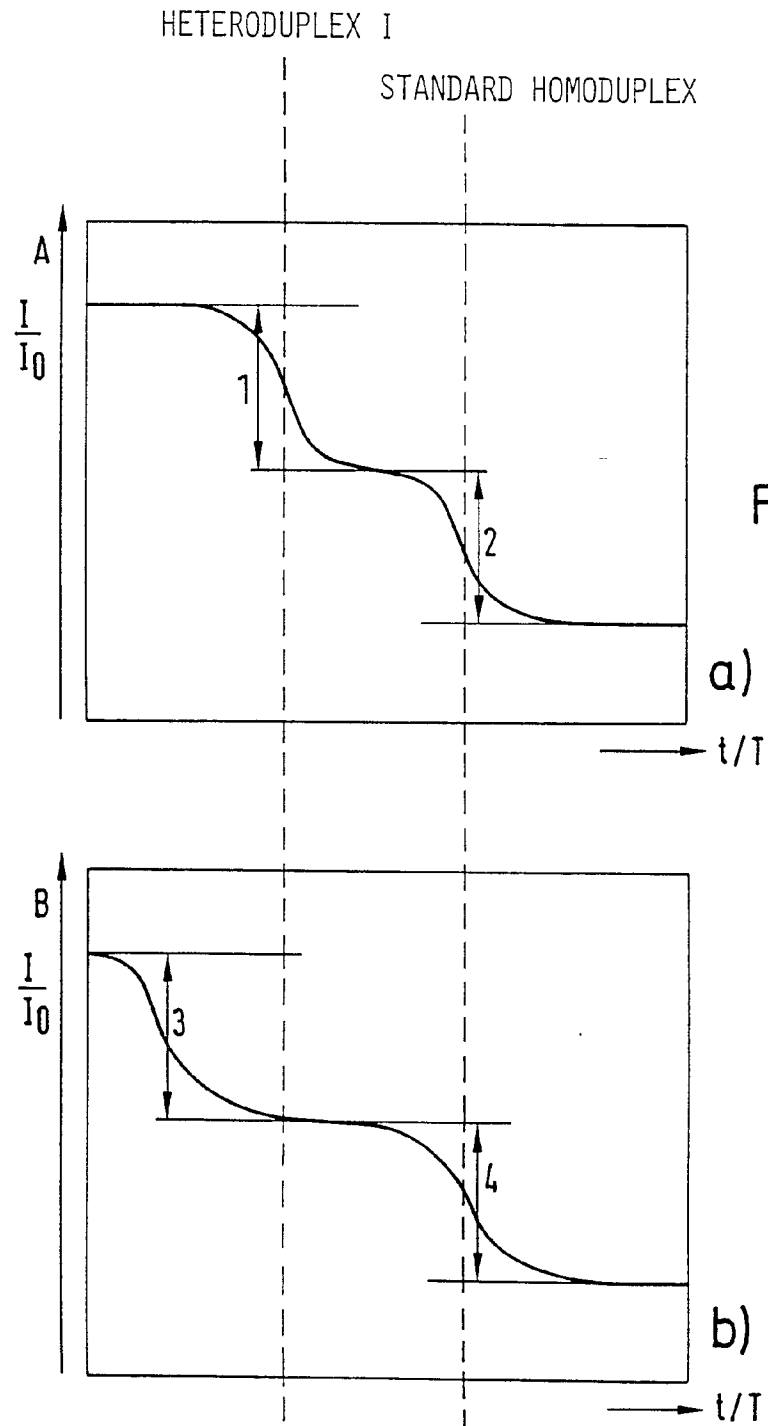 HETERODUPLEX I
STANDARD HOMODUPLEX
A
I
I0
1
2
F
a)
t/T
B
I
I0
3
4
b)
t/T